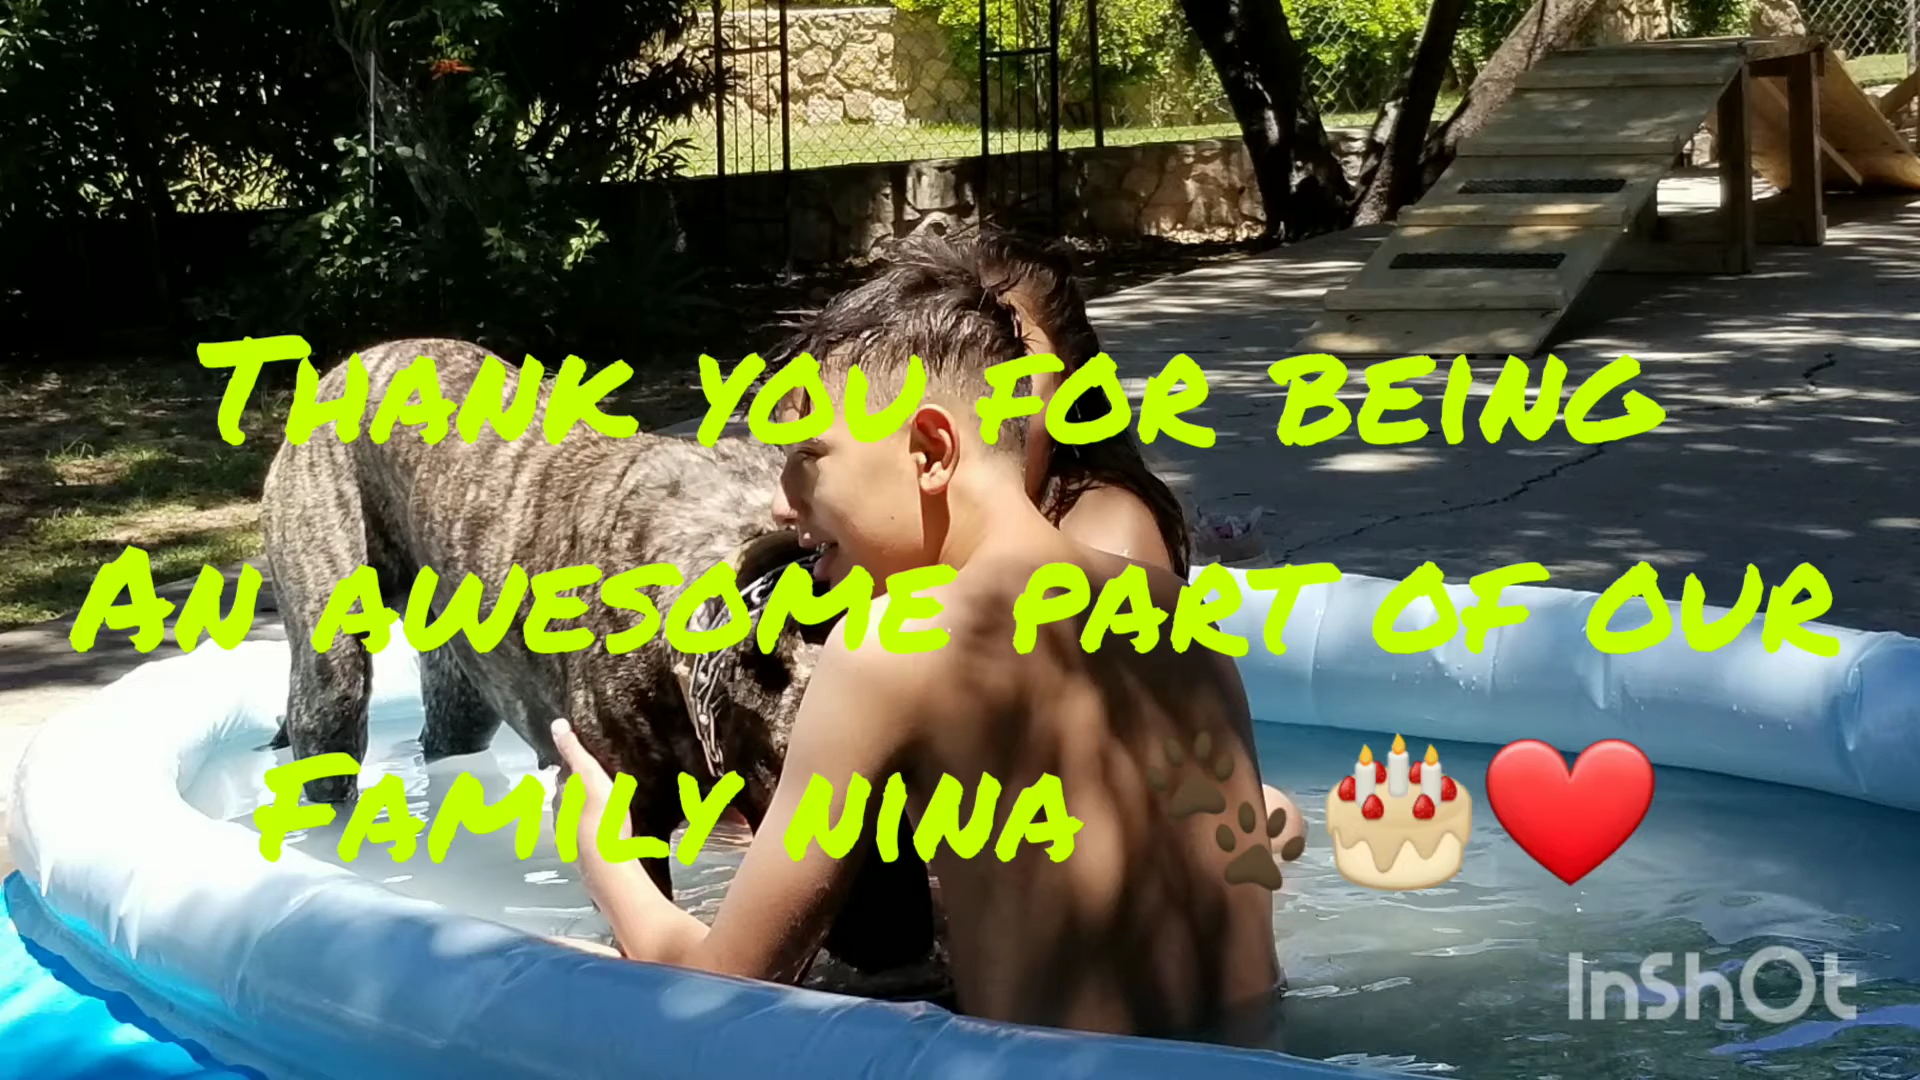 Thank you for being
An awesome part of our
Family nina 🐾🎂❤️
InShOt